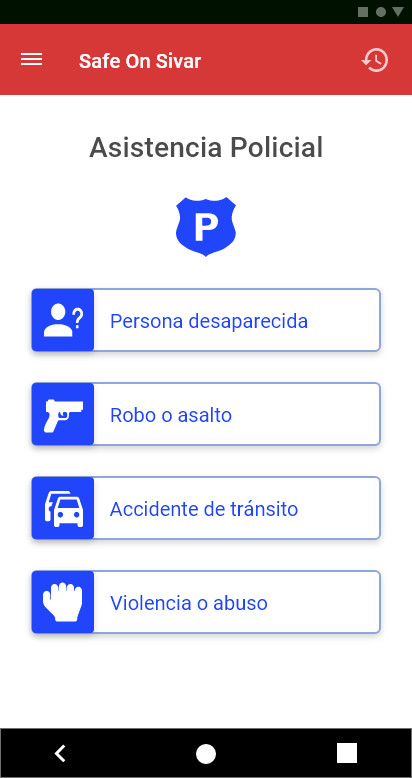 Safe On Sivar
Asistencia Policial
P
Persona desaparecida
?
Robo o asalto
Accidente de tránsito
Violencia o abuso